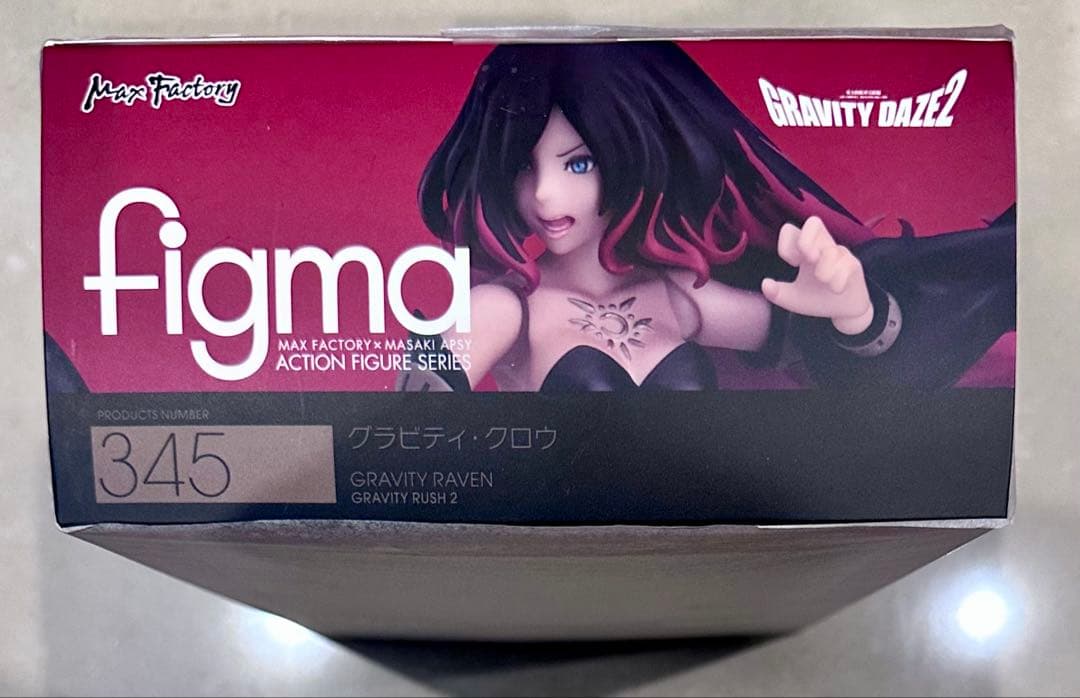 Max Factory
GRAVITY DAZE2
figma
MAX FACTORY × MASAKI APSY
ACTION FIGURE SERIES
PRODUCTS NUMBER
345
グラビティ・クロウ
GRAVITY RAVEN
GRAVITY RUSH 2